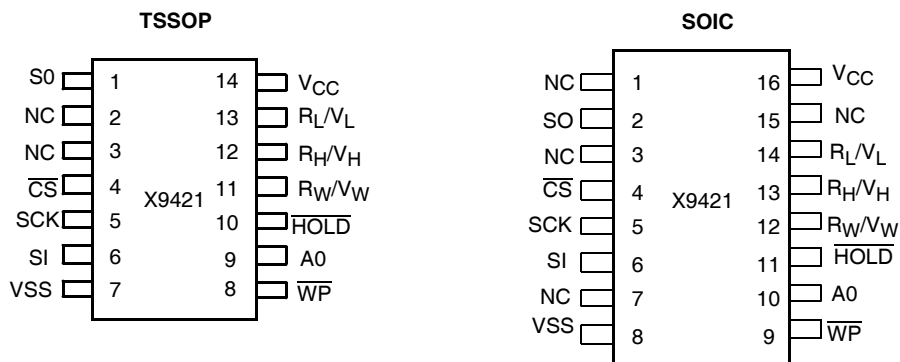 TSSOP
S0 1 14 VCC
NC 2 13 RL/VL
NC 3 12 RH/VH
CS 4 11 RW/VW
X9421
SCK 5 10 HOLD
SI 6 9 A0
VSS 7 8 WP
SOIC
NC 1 16 VCC
SO 2 15 NC
NC 3 14 RL/VL
CS 4 13 RH/VH
X9421
SCK 5 12 RW/VW
SI 6 11 HOLD
NC 7 10 A0
VSS 8 9 WP